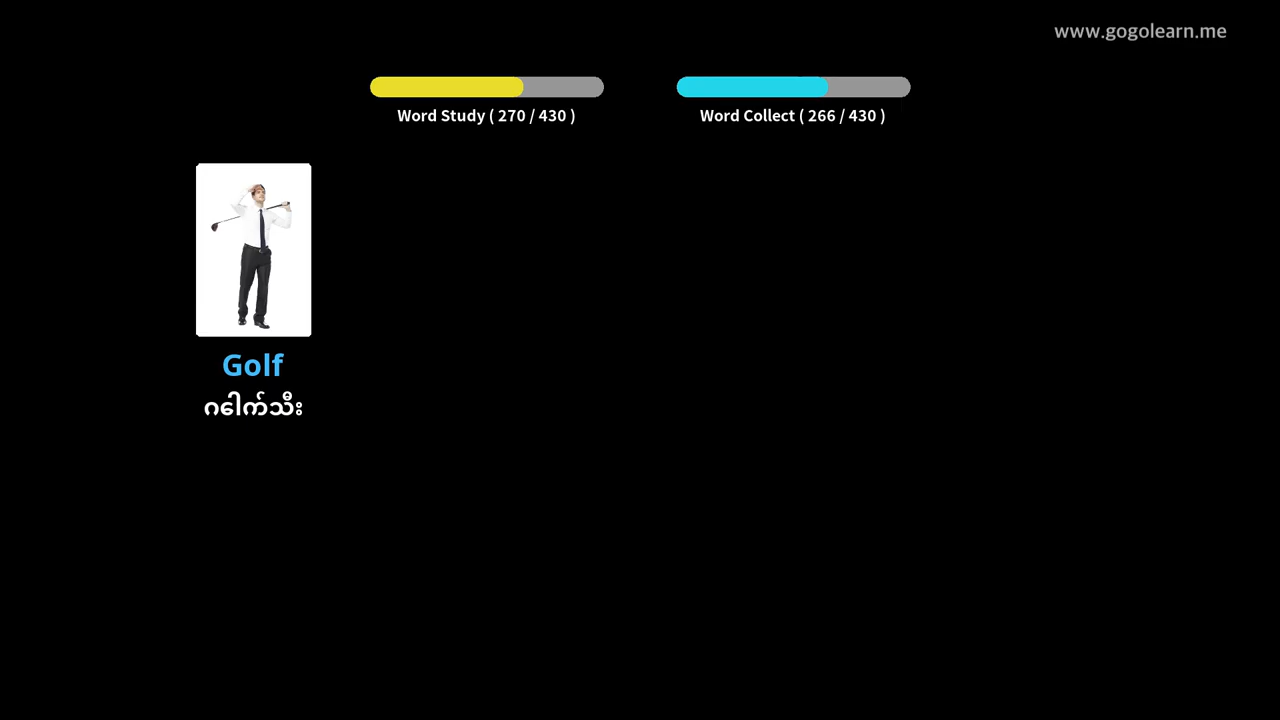 www.gogolearn.me
Word Study ( 270 / 430 )
Word Collect ( 266 / 430 )
Golf
ဂေါက်သီး